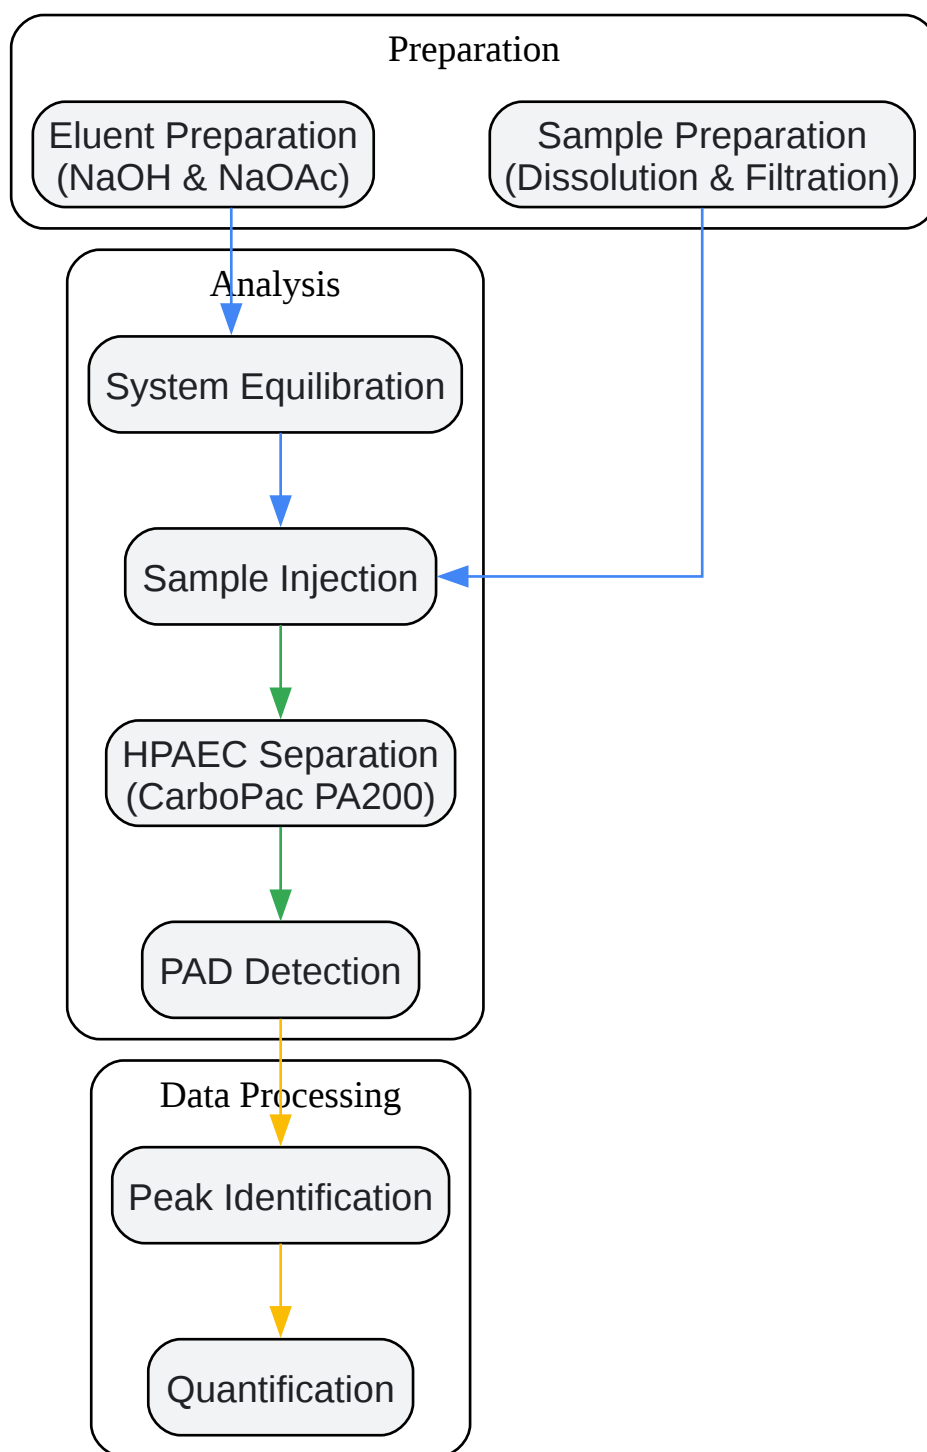 Preparation
Eluent Preparation
(NaOH & NaOAc)
Sample Preparation
(Dissolution & Filtration)
Analysis
System Equilibration
Sample Injection
HPAEC Separation
(CarboPac PA200)
PAD Detection
Data Processing
Peak Identification
Quantification